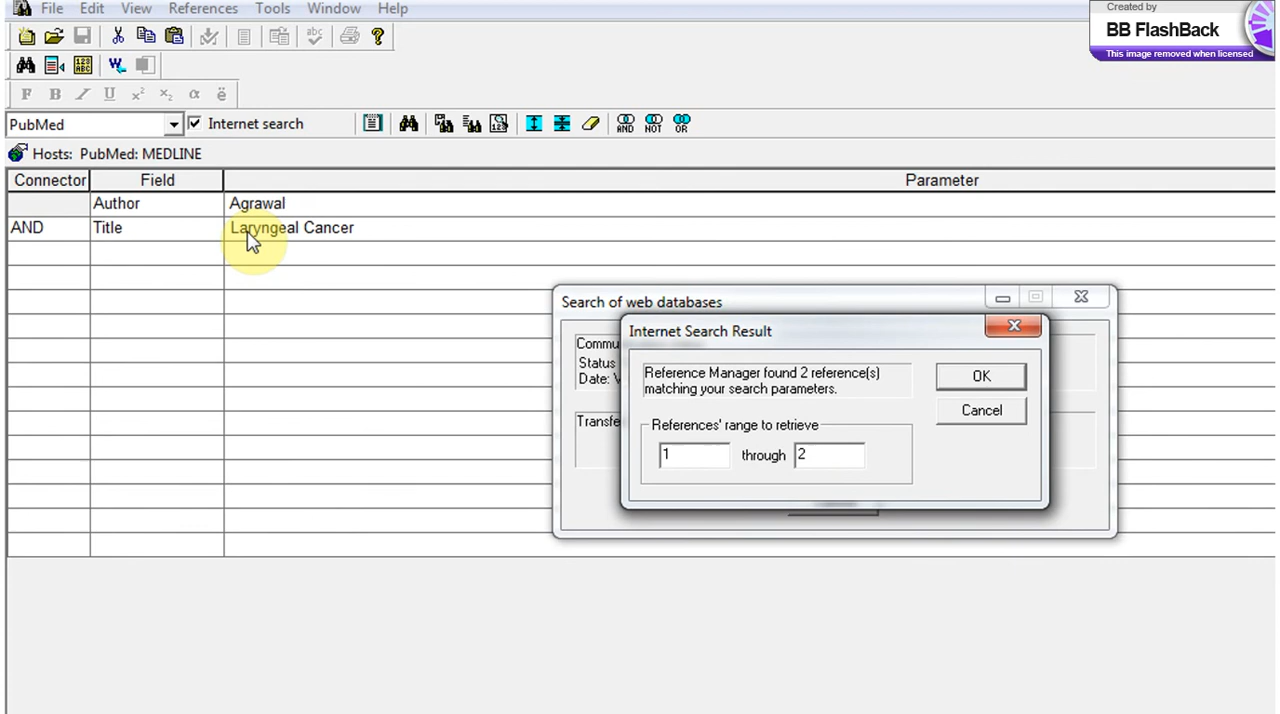 Created by
BB FlashBack
This image removed when licensed
File Edit View References Tools Window Help
abc
F B I U x² x₂ α ë
PubMed Internet search AND NOT OR
Hosts: PubMed: MEDLINE
Connector Field Parameter
Author Agrawal
AND Title Laryngeal Cancer
Search of web databases
Internet Search Result
Commu
Status
Date: V
Reference Manager found 2 reference(s)
matching your search parameters.
OK
Cancel
Transfe
References' range to retrieve
1 through 2